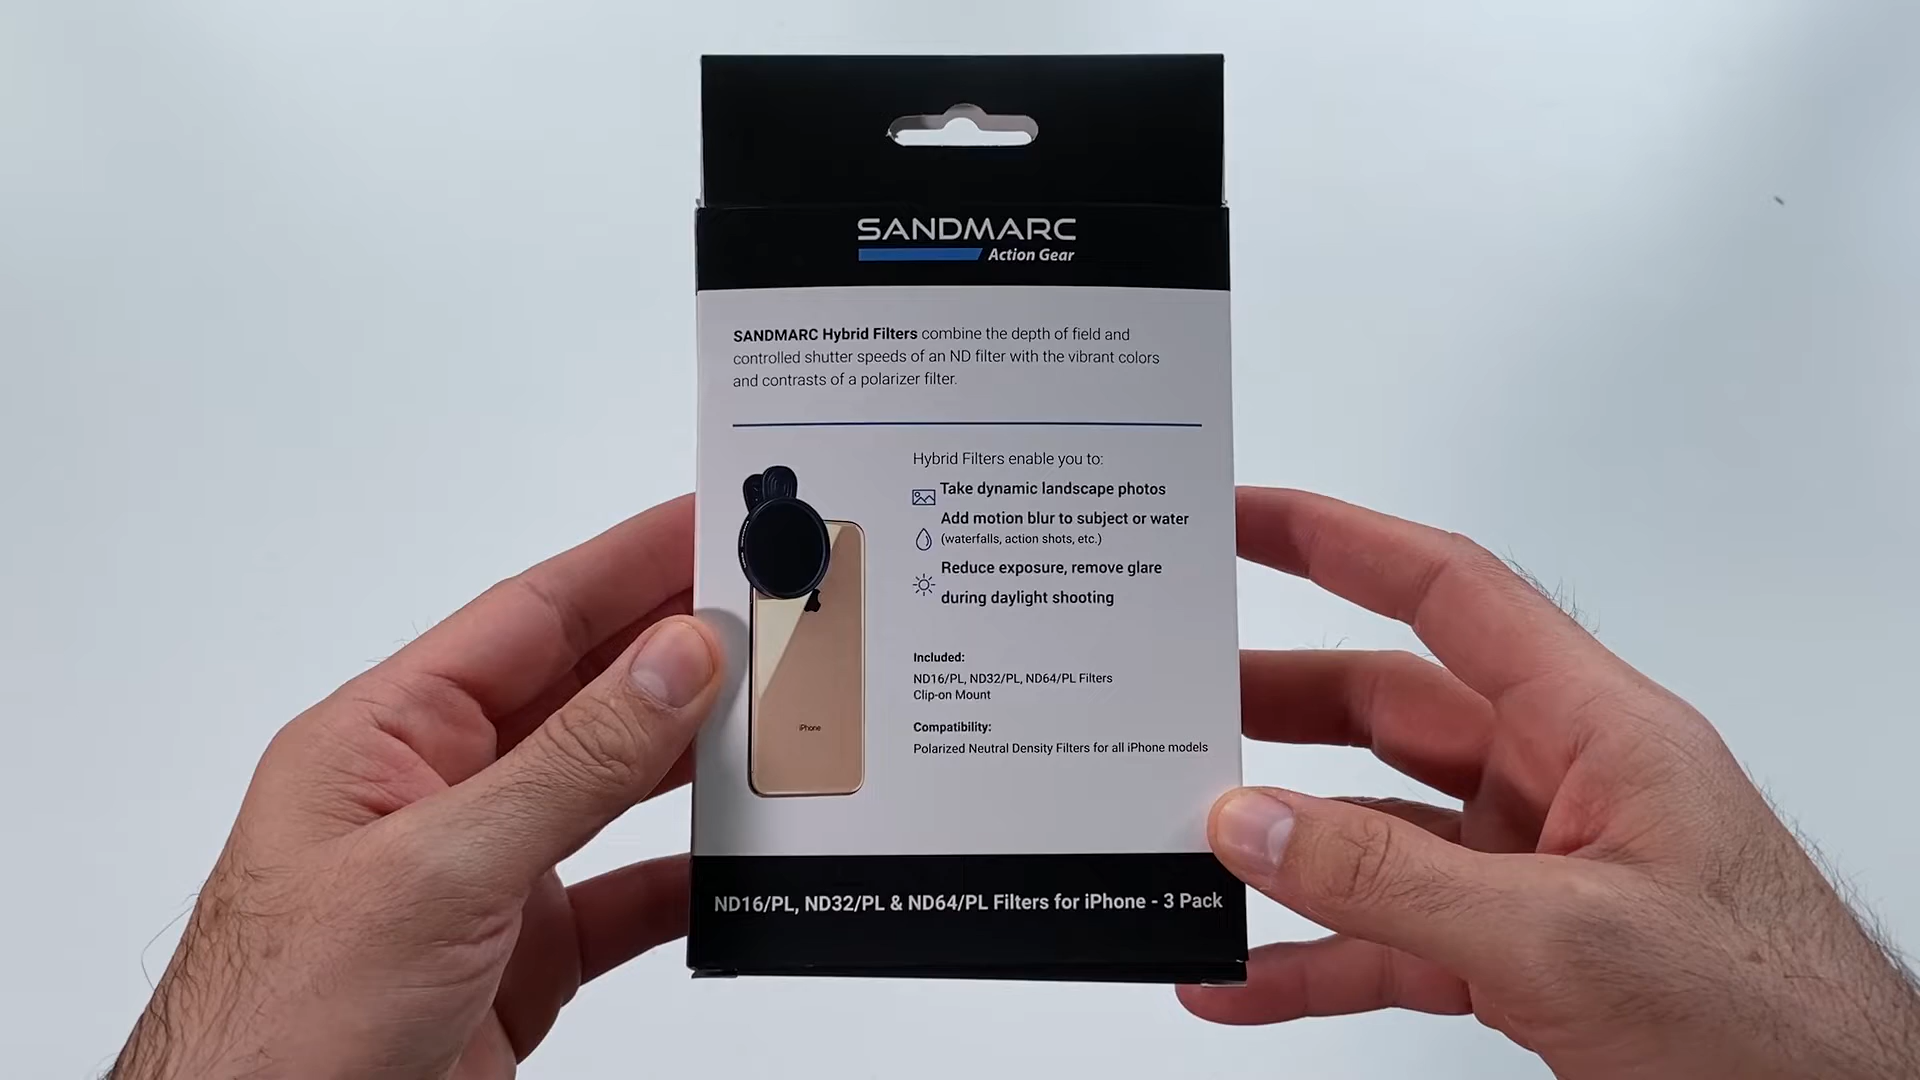 SANDMARC
Action Gear
SANDMARC Hybrid Filters combine the depth of field and
controlled shutter speeds of an ND filter with the vibrant colors
and contrasts of a polarizer filter.
Hybrid Filters enable you to:
Take dynamic landscape photos
Add motion blur to subject or water
(waterfalls, action shots, etc.)
Reduce exposure, remove glare
during daylight shooting
Included:
ND16/PL, ND32/PL, ND64/PL Filters
Clip-on Mount
Compatibility:
Polarized Neutral Density Filters for all iPhone models
iPhone
ND16/PL, ND32/PL & ND64/PL Filters for iPhone - 3 Pack